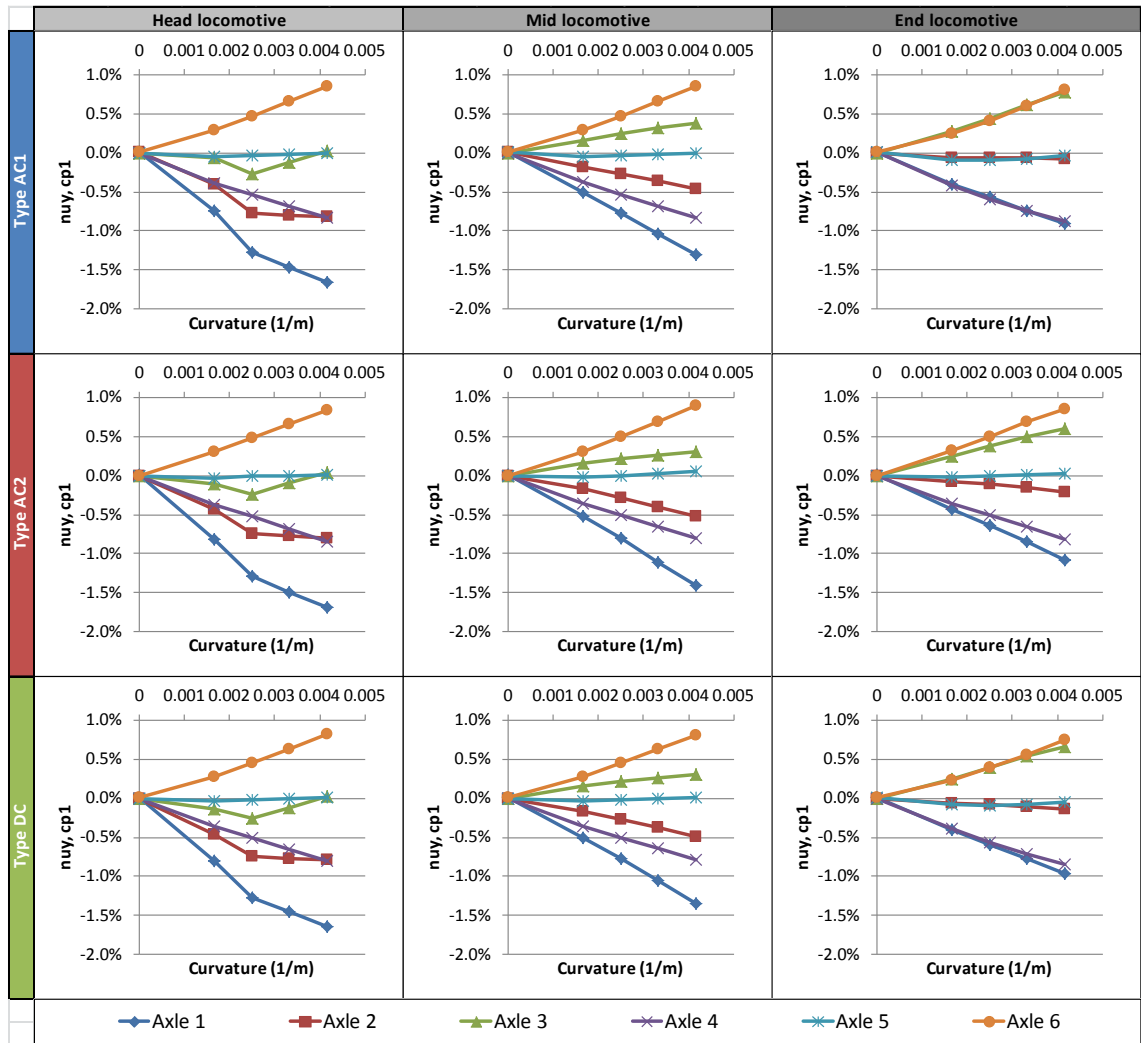 Head locomotive Mid locomotive End locomotive
Type AC1
0 0.001 0.002 0.003 0.004 0.005
1.0%
0.5%
0.0%
-0.5%
-1.0%
-1.5%
-2.0%
nuy, cp1
Curvature (1/m)
0 0.001 0.002 0.003 0.004 0.005
1.0%
0.5%
0.0%
-0.5%
-1.0%
-1.5%
-2.0%
nuy, cp1
Curvature (1/m)
0 0.001 0.002 0.003 0.004 0.005
1.0%
0.5%
0.0%
-0.5%
-1.0%
-1.5%
-2.0%
nuy, cp1
Curvature (1/m)
Type AC2
0 0.001 0.002 0.003 0.004 0.005
1.0%
0.5%
0.0%
-0.5%
-1.0%
-1.5%
-2.0%
nuy, cp1
Curvature (1/m)
0 0.001 0.002 0.003 0.004 0.005
1.0%
0.5%
0.0%
-0.5%
-1.0%
-1.5%
-2.0%
nuy, cp1
Curvature (1/m)
0 0.001 0.002 0.003 0.004 0.005
1.0%
0.5%
0.0%
-0.5%
-1.0%
-1.5%
-2.0%
nuy, cp1
Curvature (1/m)
Type DC
0 0.001 0.002 0.003 0.004 0.005
1.0%
0.5%
0.0%
-0.5%
-1.0%
-1.5%
-2.0%
nuy, cp1
Curvature (1/m)
0 0.001 0.002 0.003 0.004 0.005
1.0%
0.5%
0.0%
-0.5%
-1.0%
-1.5%
-2.0%
nuy, cp1
Curvature (1/m)
0 0.001 0.002 0.003 0.004 0.005
1.0%
0.5%
0.0%
-0.5%
-1.0%
-1.5%
-2.0%
nuy, cp1
Curvature (1/m)
Axle 1 Axle 2 Axle 3 Axle 4 Axle 5 Axle 6